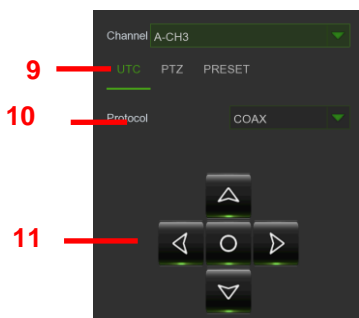 Channel A-CH3
9 UTC PTZ PRESET
10 Protocol COAX
11